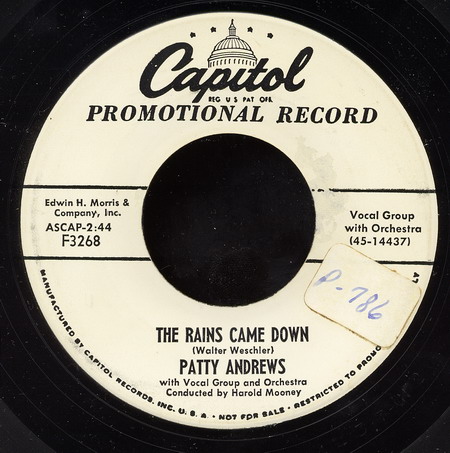 Capitol
REG. U S PAT. OFF.
PROMOTIONAL RECORD
Edwin H. Morris &
Company, Inc.
ASCAP-2:44
F3268
Vocal Group
with Orchestra
(45-14437)
P-786
THE RAINS CAME DOWN
(Walter Weschler)
PATTY ANDREWS
with Vocal Group and Orchestra
Conducted by Harold Mooney
MANUFACTURED BY CAPITOL RECORDS, INC. U. S. A. • NOT FOR SALE - RESTRICTED TO PROMO